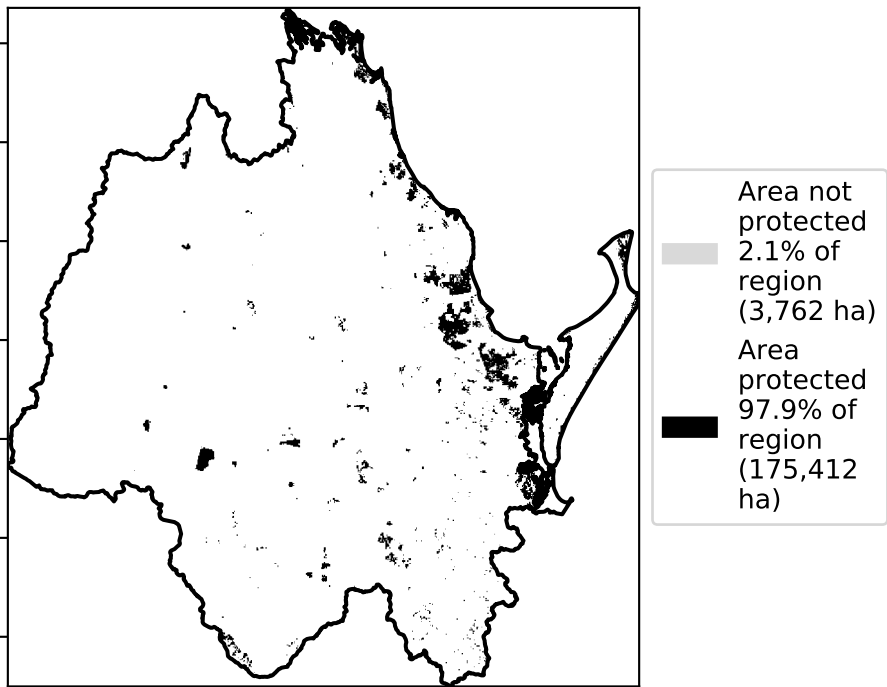 Area not
protected
2.1% of
region
(3,762 ha)
Area
protected
97.9% of
region
(175,412
ha)